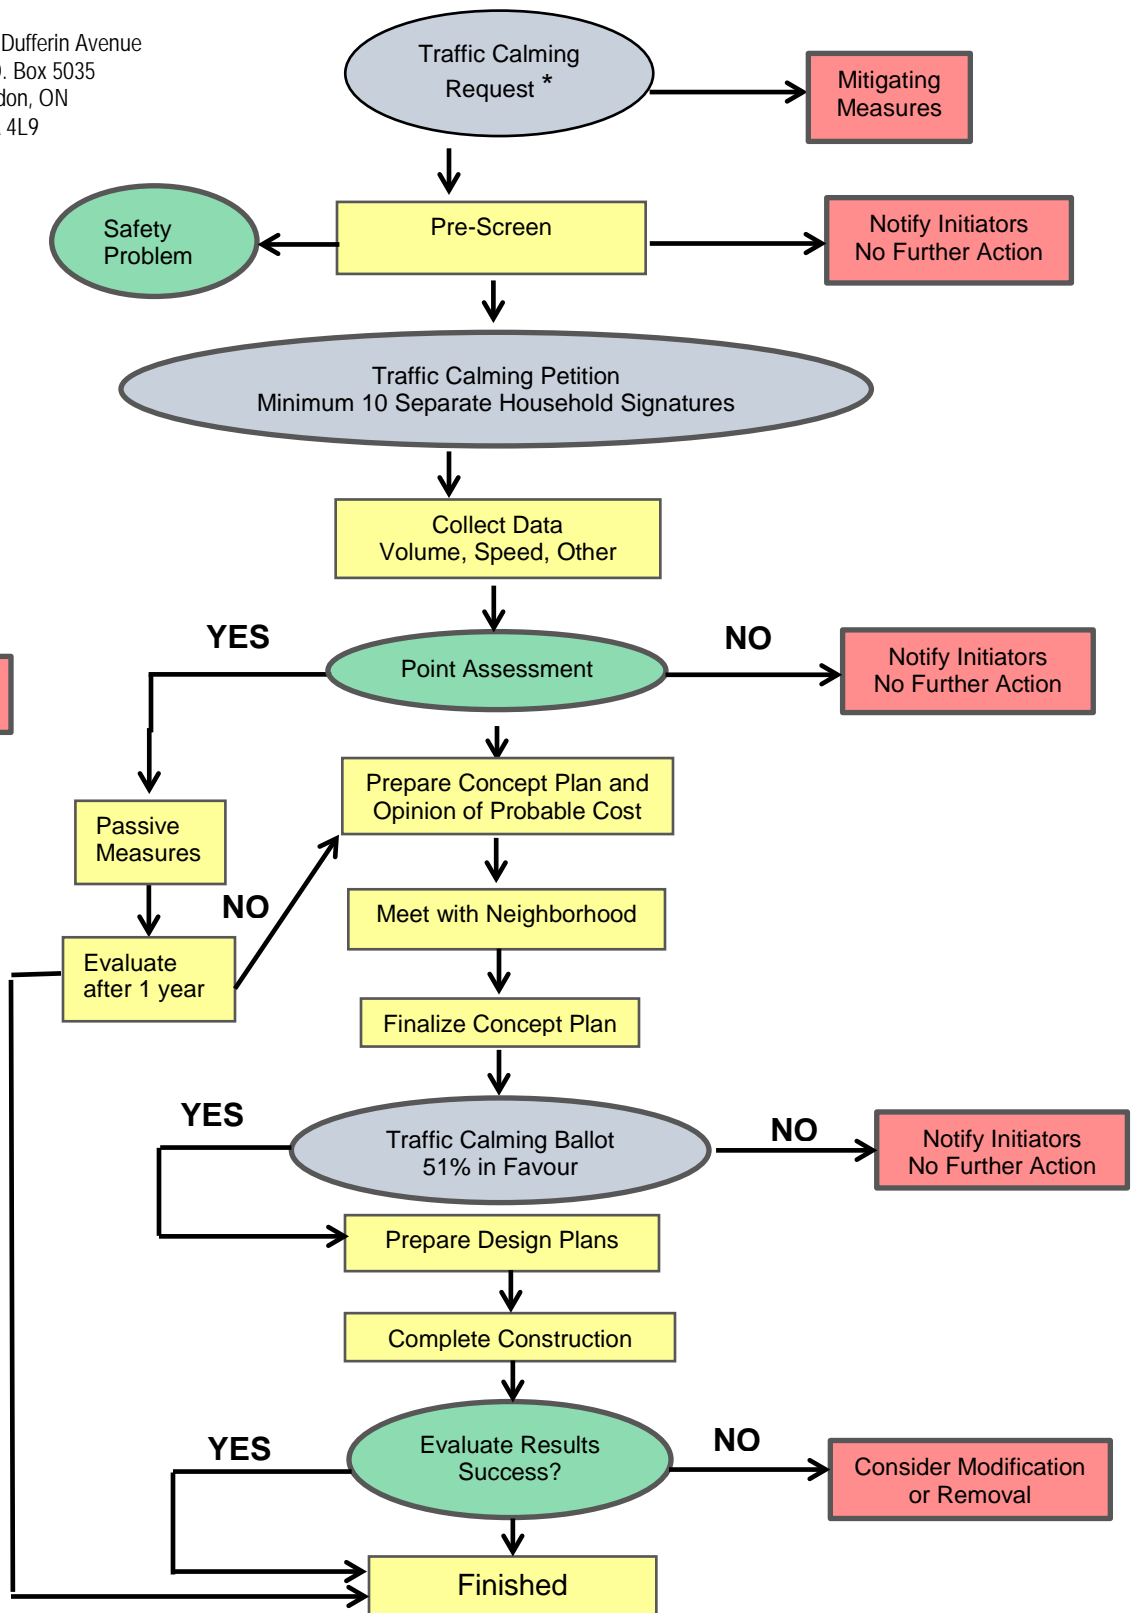 Dufferin Avenue
Box 5035
ON
4L9
Traffic Calming
Request *
Mitigating
Measures
Safety
Problem
Pre-Screen
Notify Initiators
No Further Action
Traffic Calming Petition
Minimum 10 Separate Household Signatures
Collect Data
Volume, Speed, Other
YES
Point Assessment
NO
Notify Initiators
No Further Action
Prepare Concept Plan and
Opinion of Probable Cost
Passive
Measures
NO
Meet with Neighborhood
Evaluate
after 1 year
Finalize Concept Plan
YES
Traffic Calming Ballot
51% in Favour
NO
Notify Initiators
No Further Action
Prepare Design Plans
Complete Construction
YES
Evaluate Results
Success?
NO
Consider Modification
or Removal
Finished